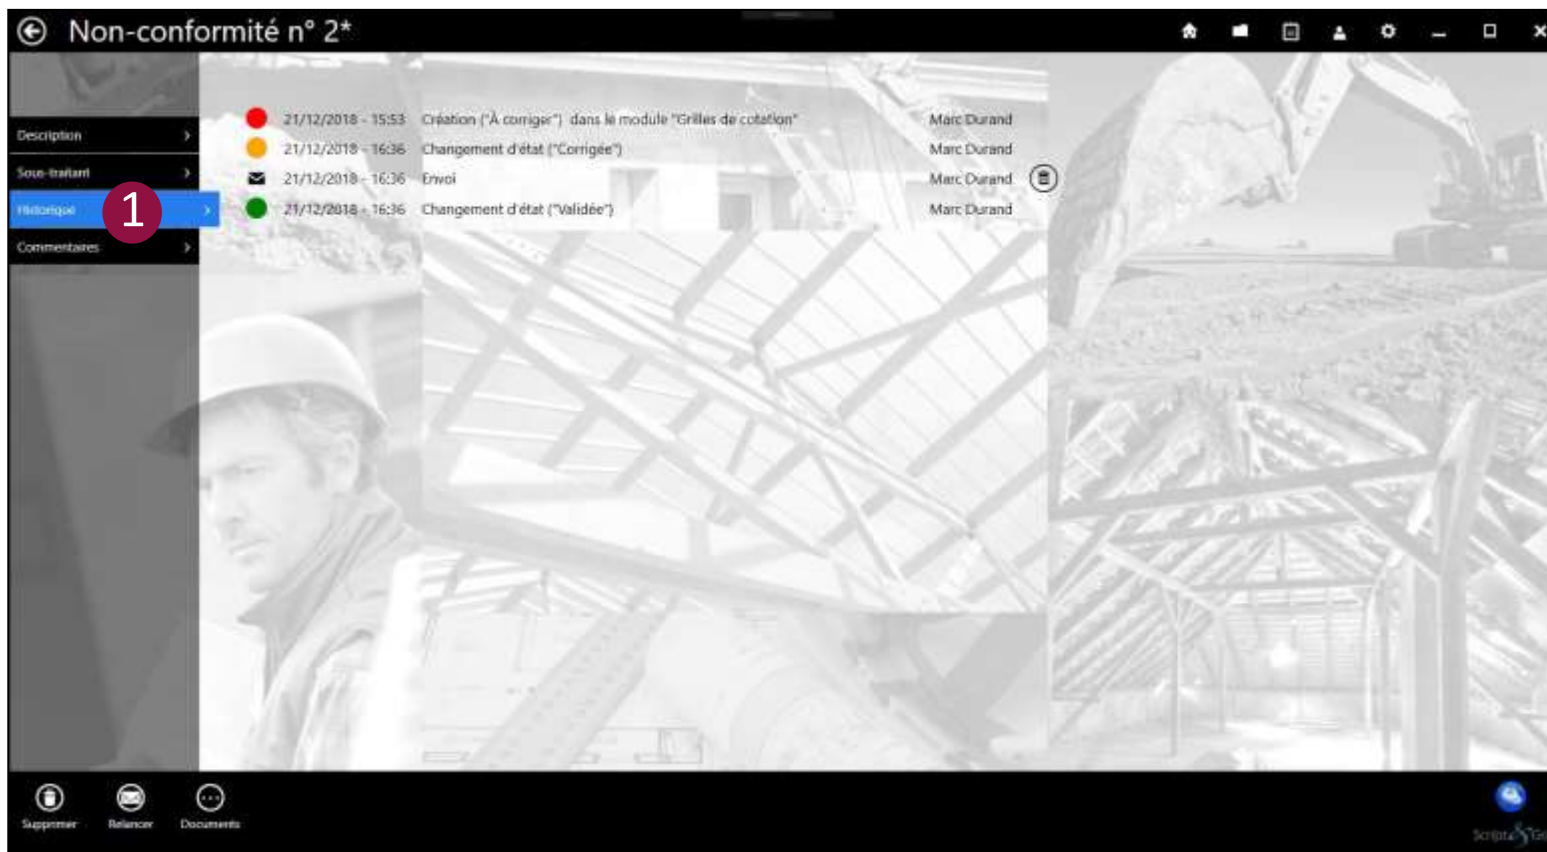 Non-conformité n° 2*
Description
Sous-traitant
Historique
1
Commentaires
21/12/2018 - 15:53 Création ("À corriger") dans le module "Grilles de cotation" Marc Durand
21/12/2018 - 16:36 Changement d'état ("Corrigée") Marc Durand
21/12/2018 - 16:36 Envoi Marc Durand
21/12/2018 - 16:36 Changement d'état ("Validée") Marc Durand
Supprimer Relancer Documents
Script&Go